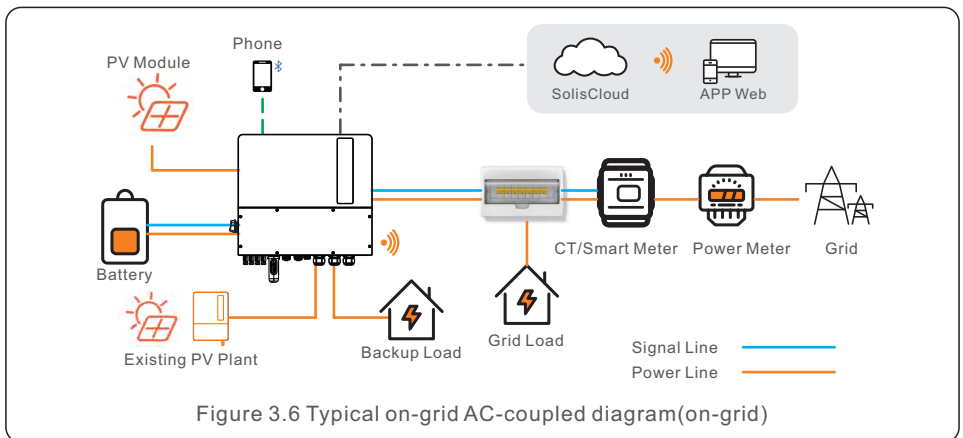 Phone
PV Module
SolisCloud
APP Web
CT/Smart Meter
Power Meter
Grid
Battery
Existing PV Plant
Backup Load
Grid Load
Signal Line
Power Line
Figure 3.6 Typical on-grid AC-coupled diagram(on-grid)